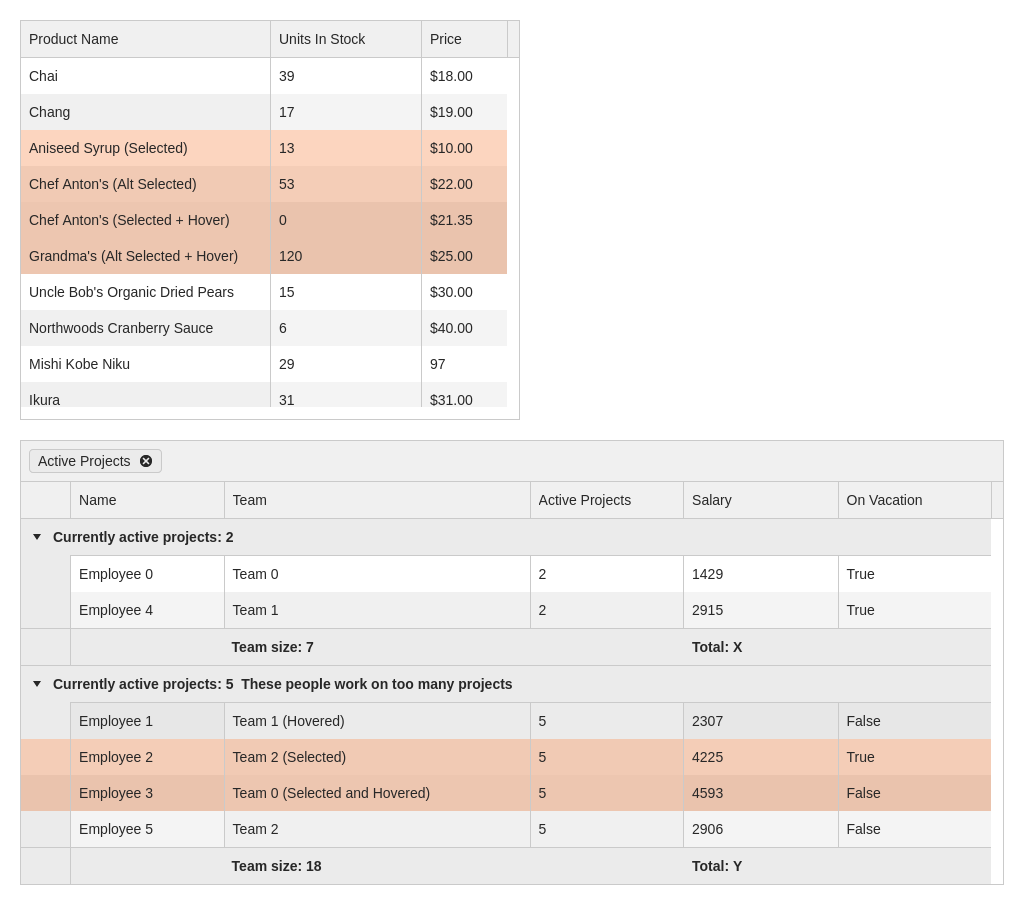 Product Name Units In Stock Price
Chai 39 $18.00
Chang 17 $19.00
Aniseed Syrup (Selected) 13 $10.00
Chef Anton's (Alt Selected) 53 $22.00
Chef Anton's (Selected + Hover) 0 $21.35
Grandma's (Alt Selected + Hover) 120 $25.00
Uncle Bob's Organic Dried Pears 15 $30.00
Northwoods Cranberry Sauce 6 $40.00
Mishi Kobe Niku 29 97
Ikura 31 $31.00
Active Projects
Name Team Active Projects Salary On Vacation
Currently active projects: 2
Employee 0 Team 0 2 1429 True
Employee 4 Team 1 2 2915 True
Team size: 7 Total: X
Currently active projects: 5 These people work on too many projects
Employee 1 Team 1 (Hovered) 5 2307 False
Employee 2 Team 2 (Selected) 5 4225 True
Employee 3 Team 0 (Selected and Hovered) 5 4593 False
Employee 5 Team 2 5 2906 False
Team size: 18 Total: Y